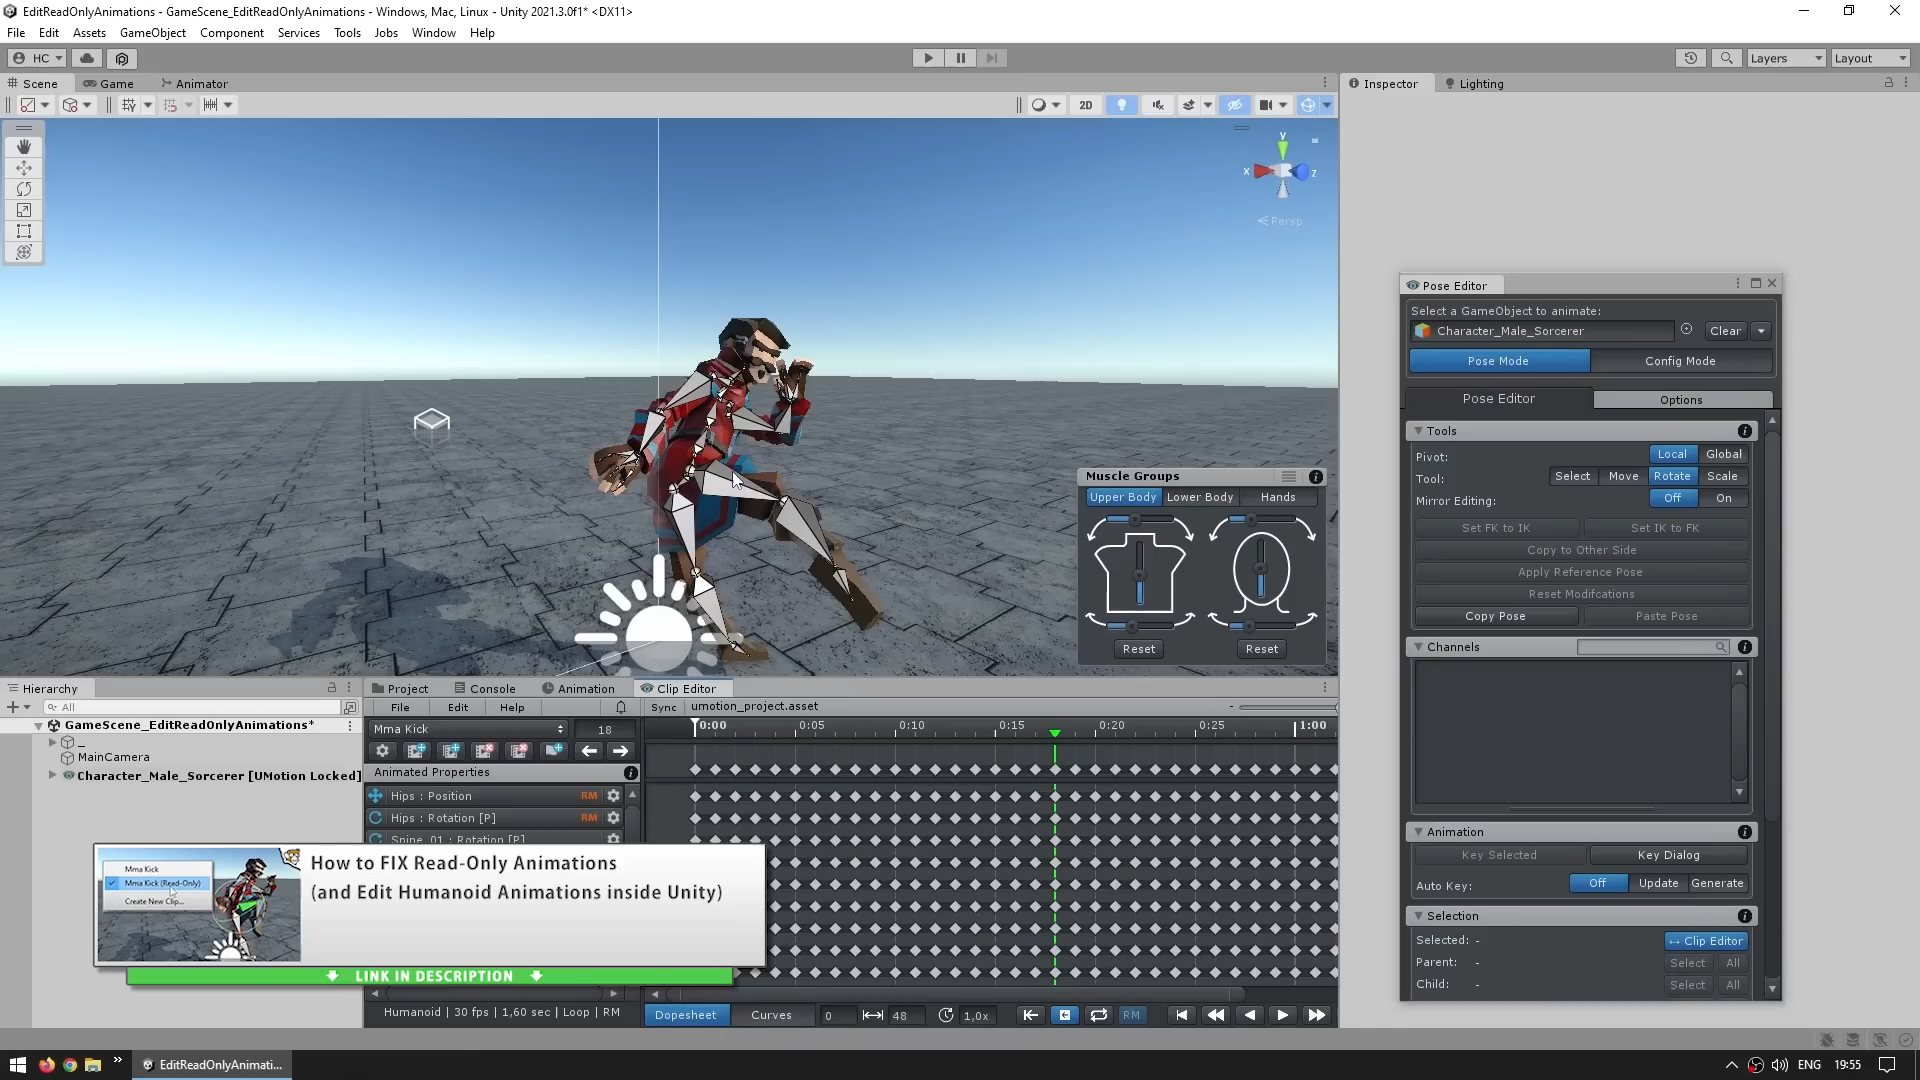 EditReadOnlyAnimations - GameScene_EditReadOnlyAnimations - Windows, Mac, Linux - Unity 2021.3.0f1* <DX11>
File Edit Assets GameObject Component Services Tools Jobs Window Help
HC Layers Layout
Scene Game Animator
2D
y
x z
Persp
Muscle Groups
Upper Body Lower Body Hands
Reset Reset
Inspector Lighting
Pose Editor
Select a GameObject to animate:
Character_Male_Sorcerer Clear
Pose Mode Config Mode
Pose Editor Options
Tools
Pivot: Local Global
Tool: Select Move Rotate Scale
Mirror Editing: Off On
Set FK to IK Set IK to FK
Copy to Other Side
Apply Reference Pose
Reset Modifcations
Copy Pose Paste Pose
Channels
Animation
Key Selected Key Dialog
Auto Key: Off Update Generate
Selection
Selected: - Clip Editor
Parent: - Select All
Child: - Select All
Hierarchy
All
GameScene_EditReadOnlyAnimations*
_
MainCamera
Character_Male_Sorcerer [UMotion Locked]
Project Console Animation Clip Editor
File Edit Help Sync umotion_project.asset
Mma Kick 18 0:00 0:05 0:10 0:15 0:20 0:25 1:00
Animated Properties
Hips : Position RM
Hips : Rotation [P] RM
Spine_01 : Rotation [P]
Mma Kick
Mma Kick (Read-Only)
Create New Clip...
How to FIX Read-Only Animations
(and Edit Humanoid Animations inside Unity)
LINK IN DESCRIPTION
Humanoid | 30 fps | 1,60 sec | Loop | RM
Dopesheet Curves 0 48 1,0x RM
EditReadOnlyAnimati... ENG 19:55